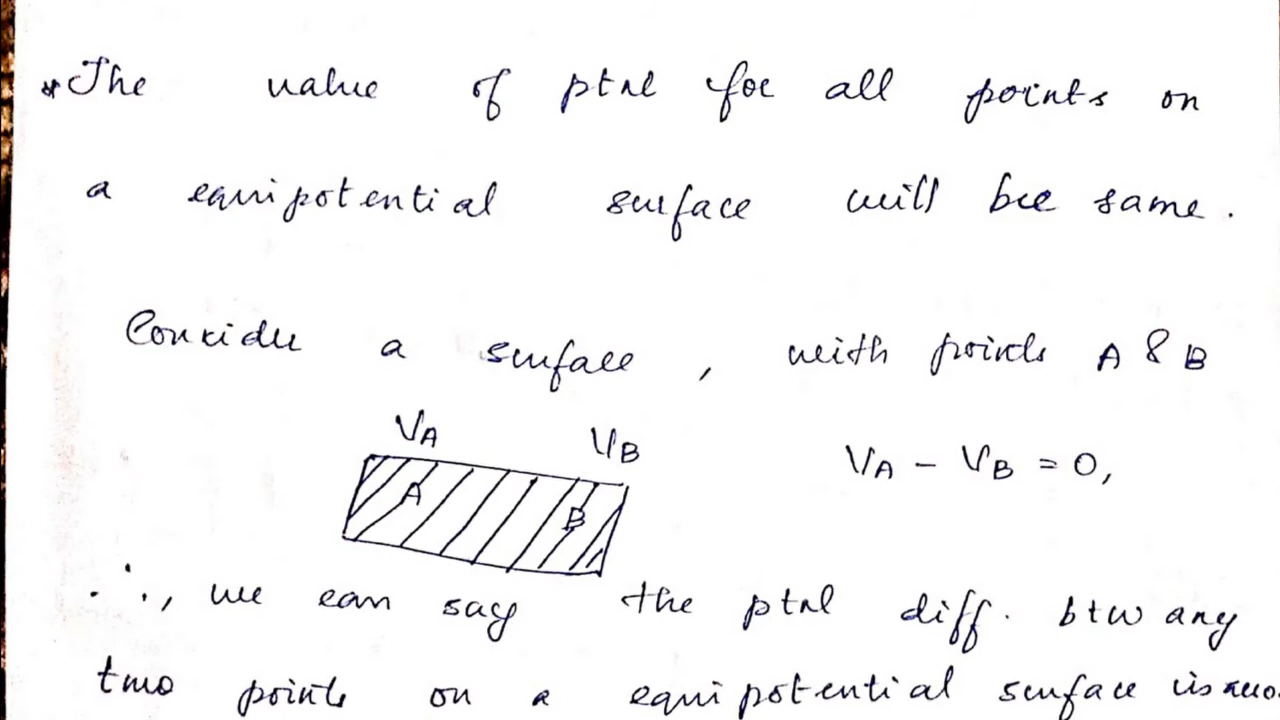 * The value of ptnl for all points on
a equipotential surface will be same.
Consider a surface, with points A & B
VA VB
VA - VB = 0,
A
B
∴, we can say the ptnl diff. btw any
two points on a equipotential surface is zero.